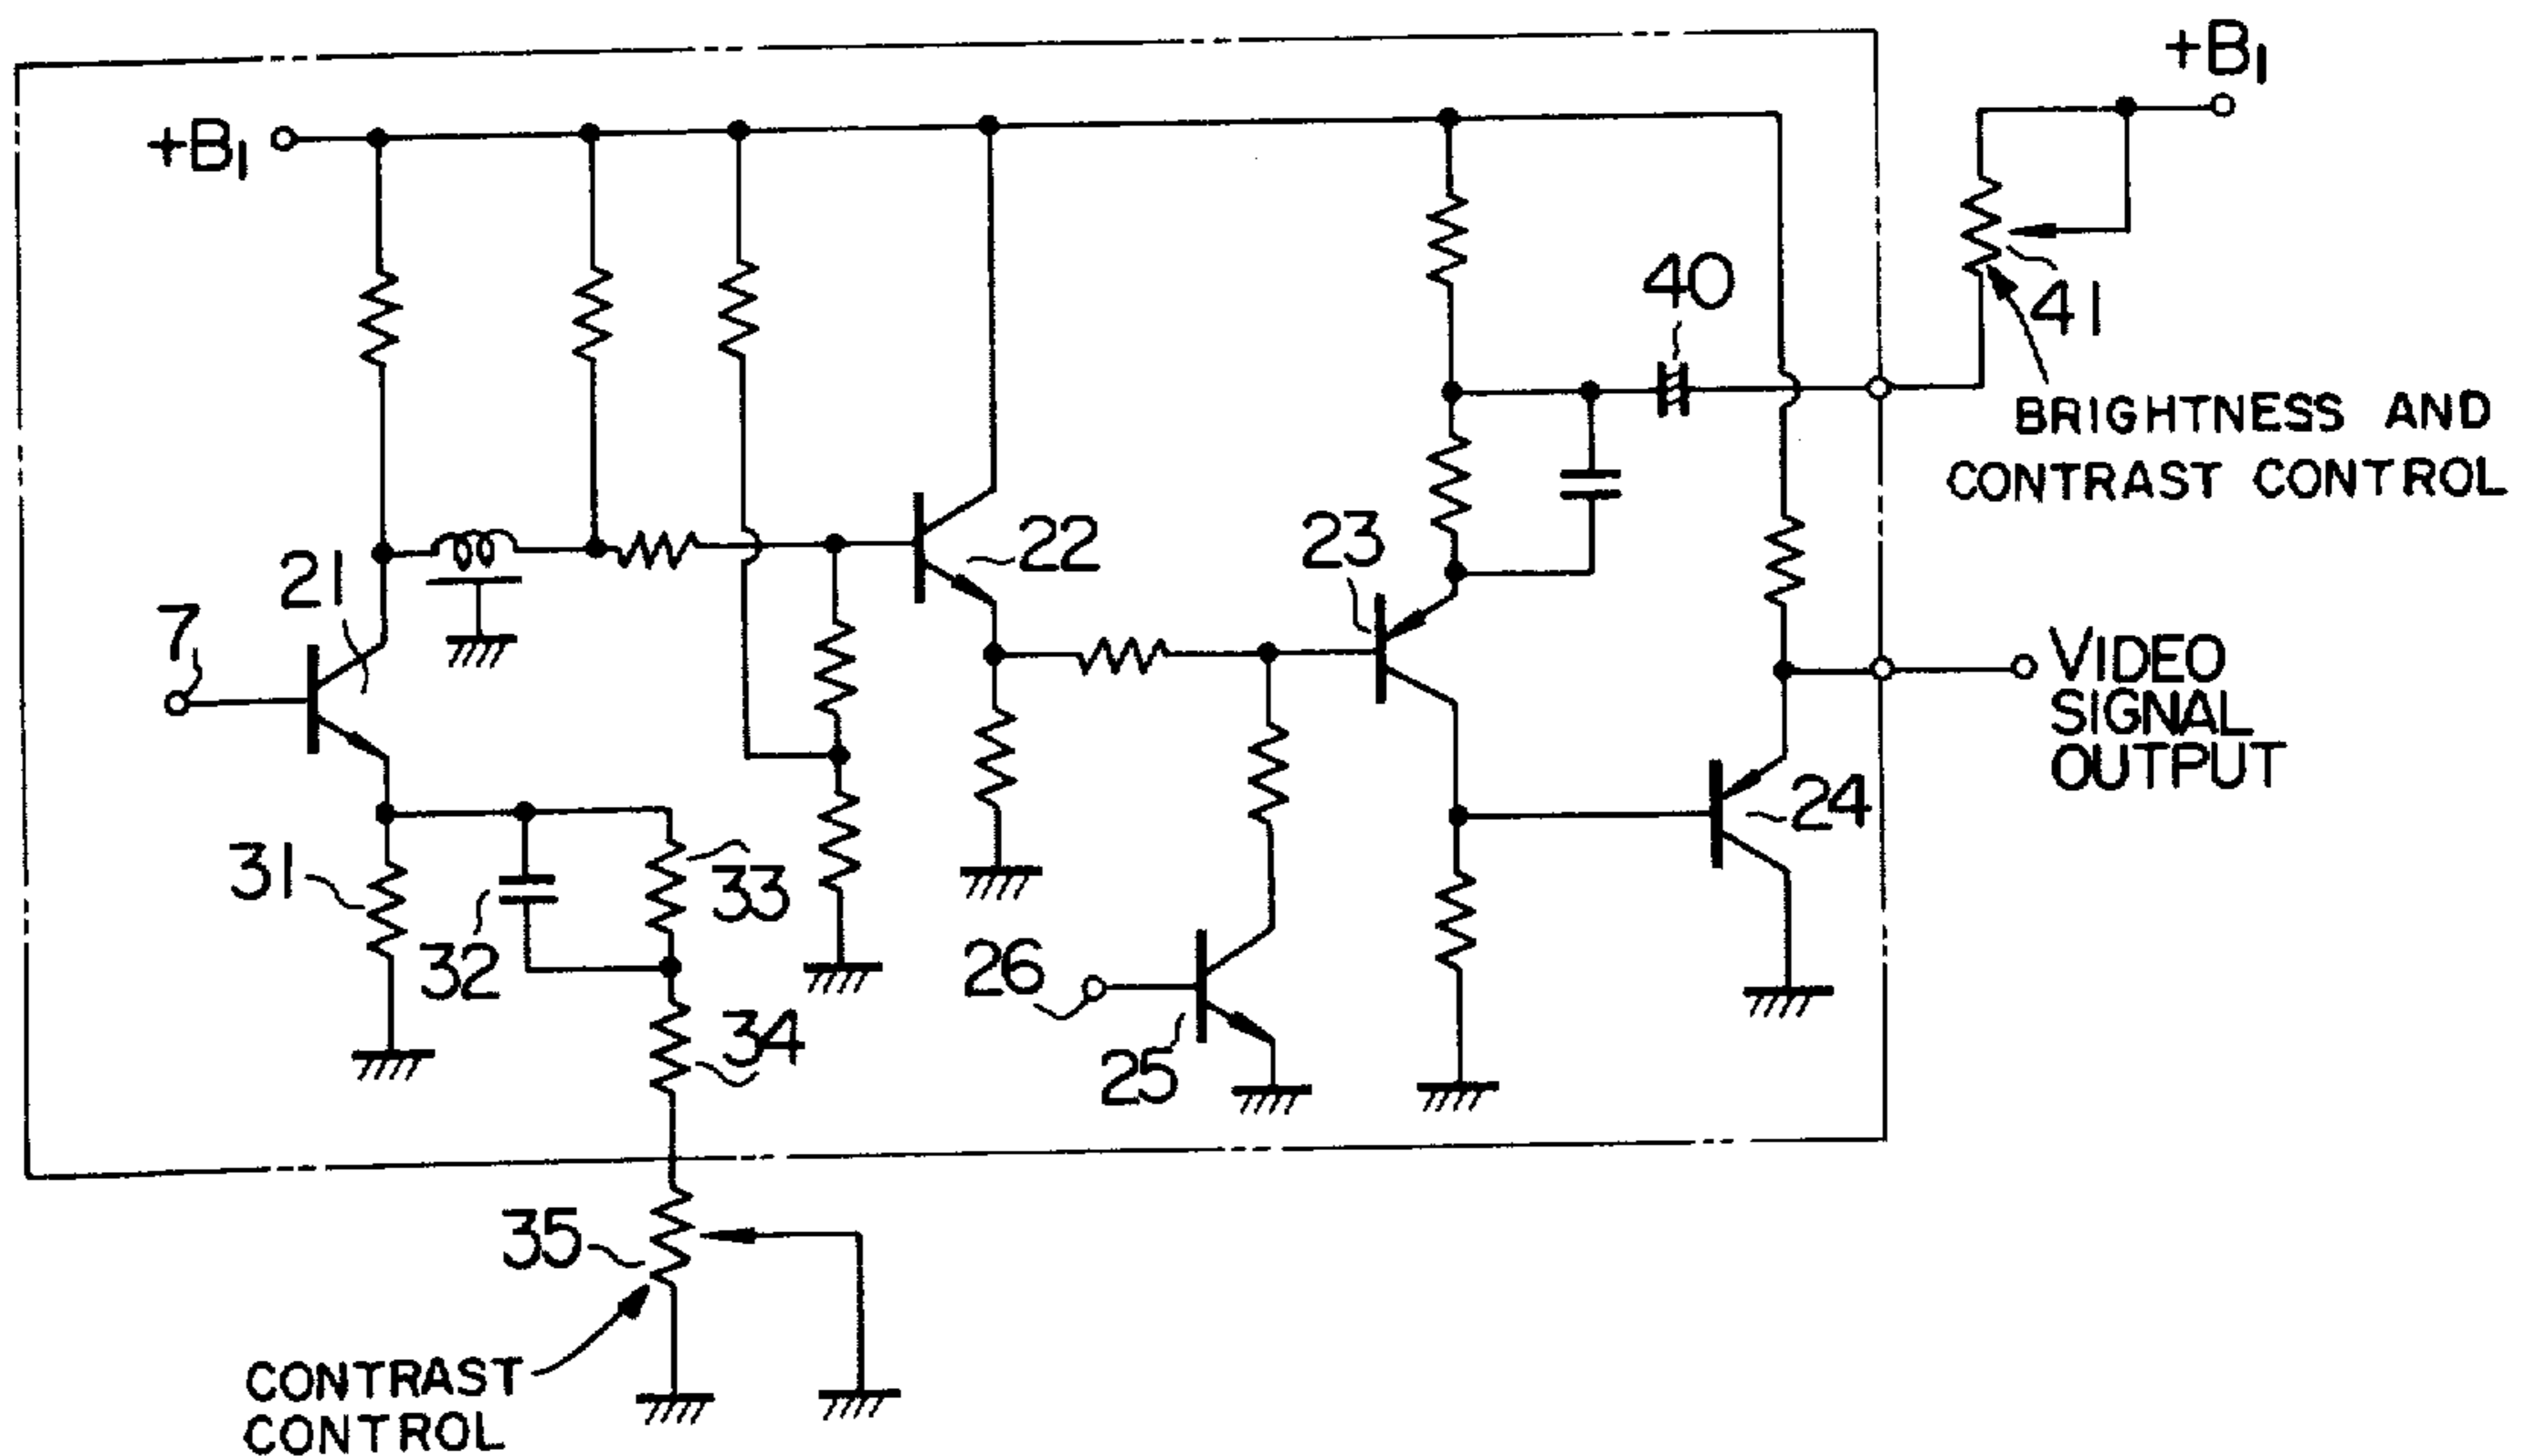 +B1
+B1
40
41
BRIGHTNESS AND
CONTRAST CONTROL
21
22
23
7
VIDEO
SIGNAL
OUTPUT
24
31
33
32
26
34
25
35
CONTRAST
CONTROL